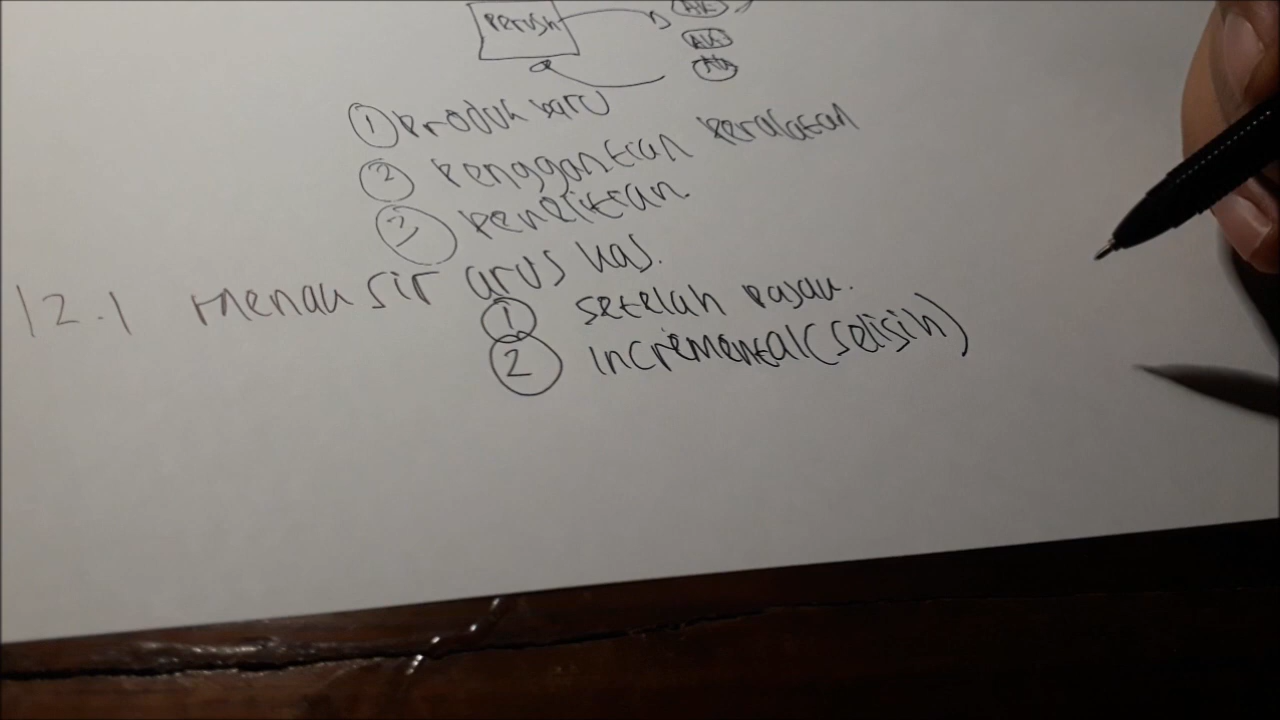 Perush
① Produk baru
② Penggantian Peralatan
③ Penelitian.
12.1 Menaksir arus kas.
① setelah pajak.
② incremental (selisih)